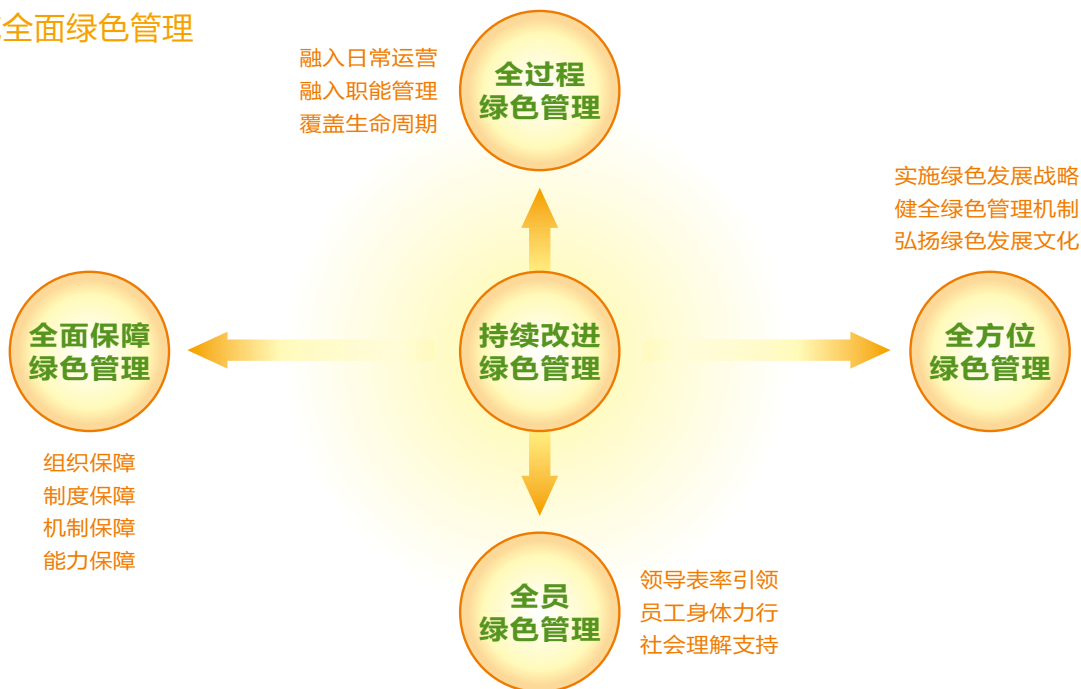 全面绿色管理
融入日常运营
融入职能管理
覆盖生命周期
全过程
绿色管理
实施绿色发展战略
健全绿色管理机制
弘扬绿色发展文化
全面保障
绿色管理
持续改进
绿色管理
全方位
绿色管理
组织保障
制度保障
机制保障
能力保障
全员
绿色管理
领导表率引领
员工身体力行
社会理解支持